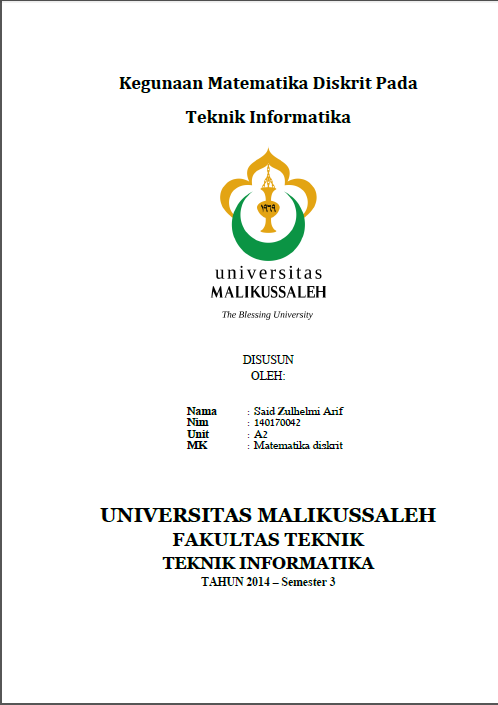 Kegunaan Matematika Diskrit Pada
Teknik Informatika
١٩٦٩
universitas
MALIKUSSALEH
The Blessing University
DISUSUN
OLEH:
Nama : Said Zulhelmi Arif
Nim : 140170042
Unit : A2
MK : Matematika diskrit
UNIVERSITAS MALIKUSSALEH
FAKULTAS TEKNIK
TEKNIK INFORMATIKA
TAHUN 2014 – Semester 3